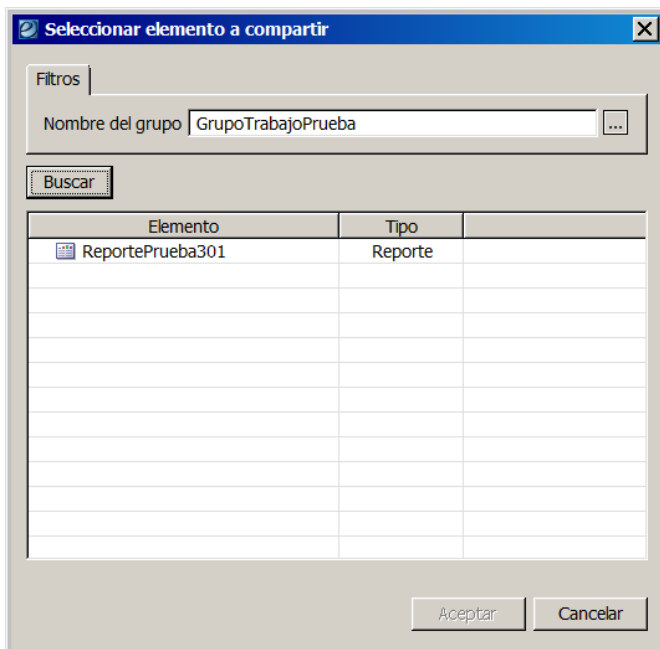 Seleccionar elemento a compartir
Filtros
Nombre del grupo GrupoTrabajoPrueba ...
Buscar
Elemento Tipo
ReportePrueba301 Reporte
Aceptar Cancelar